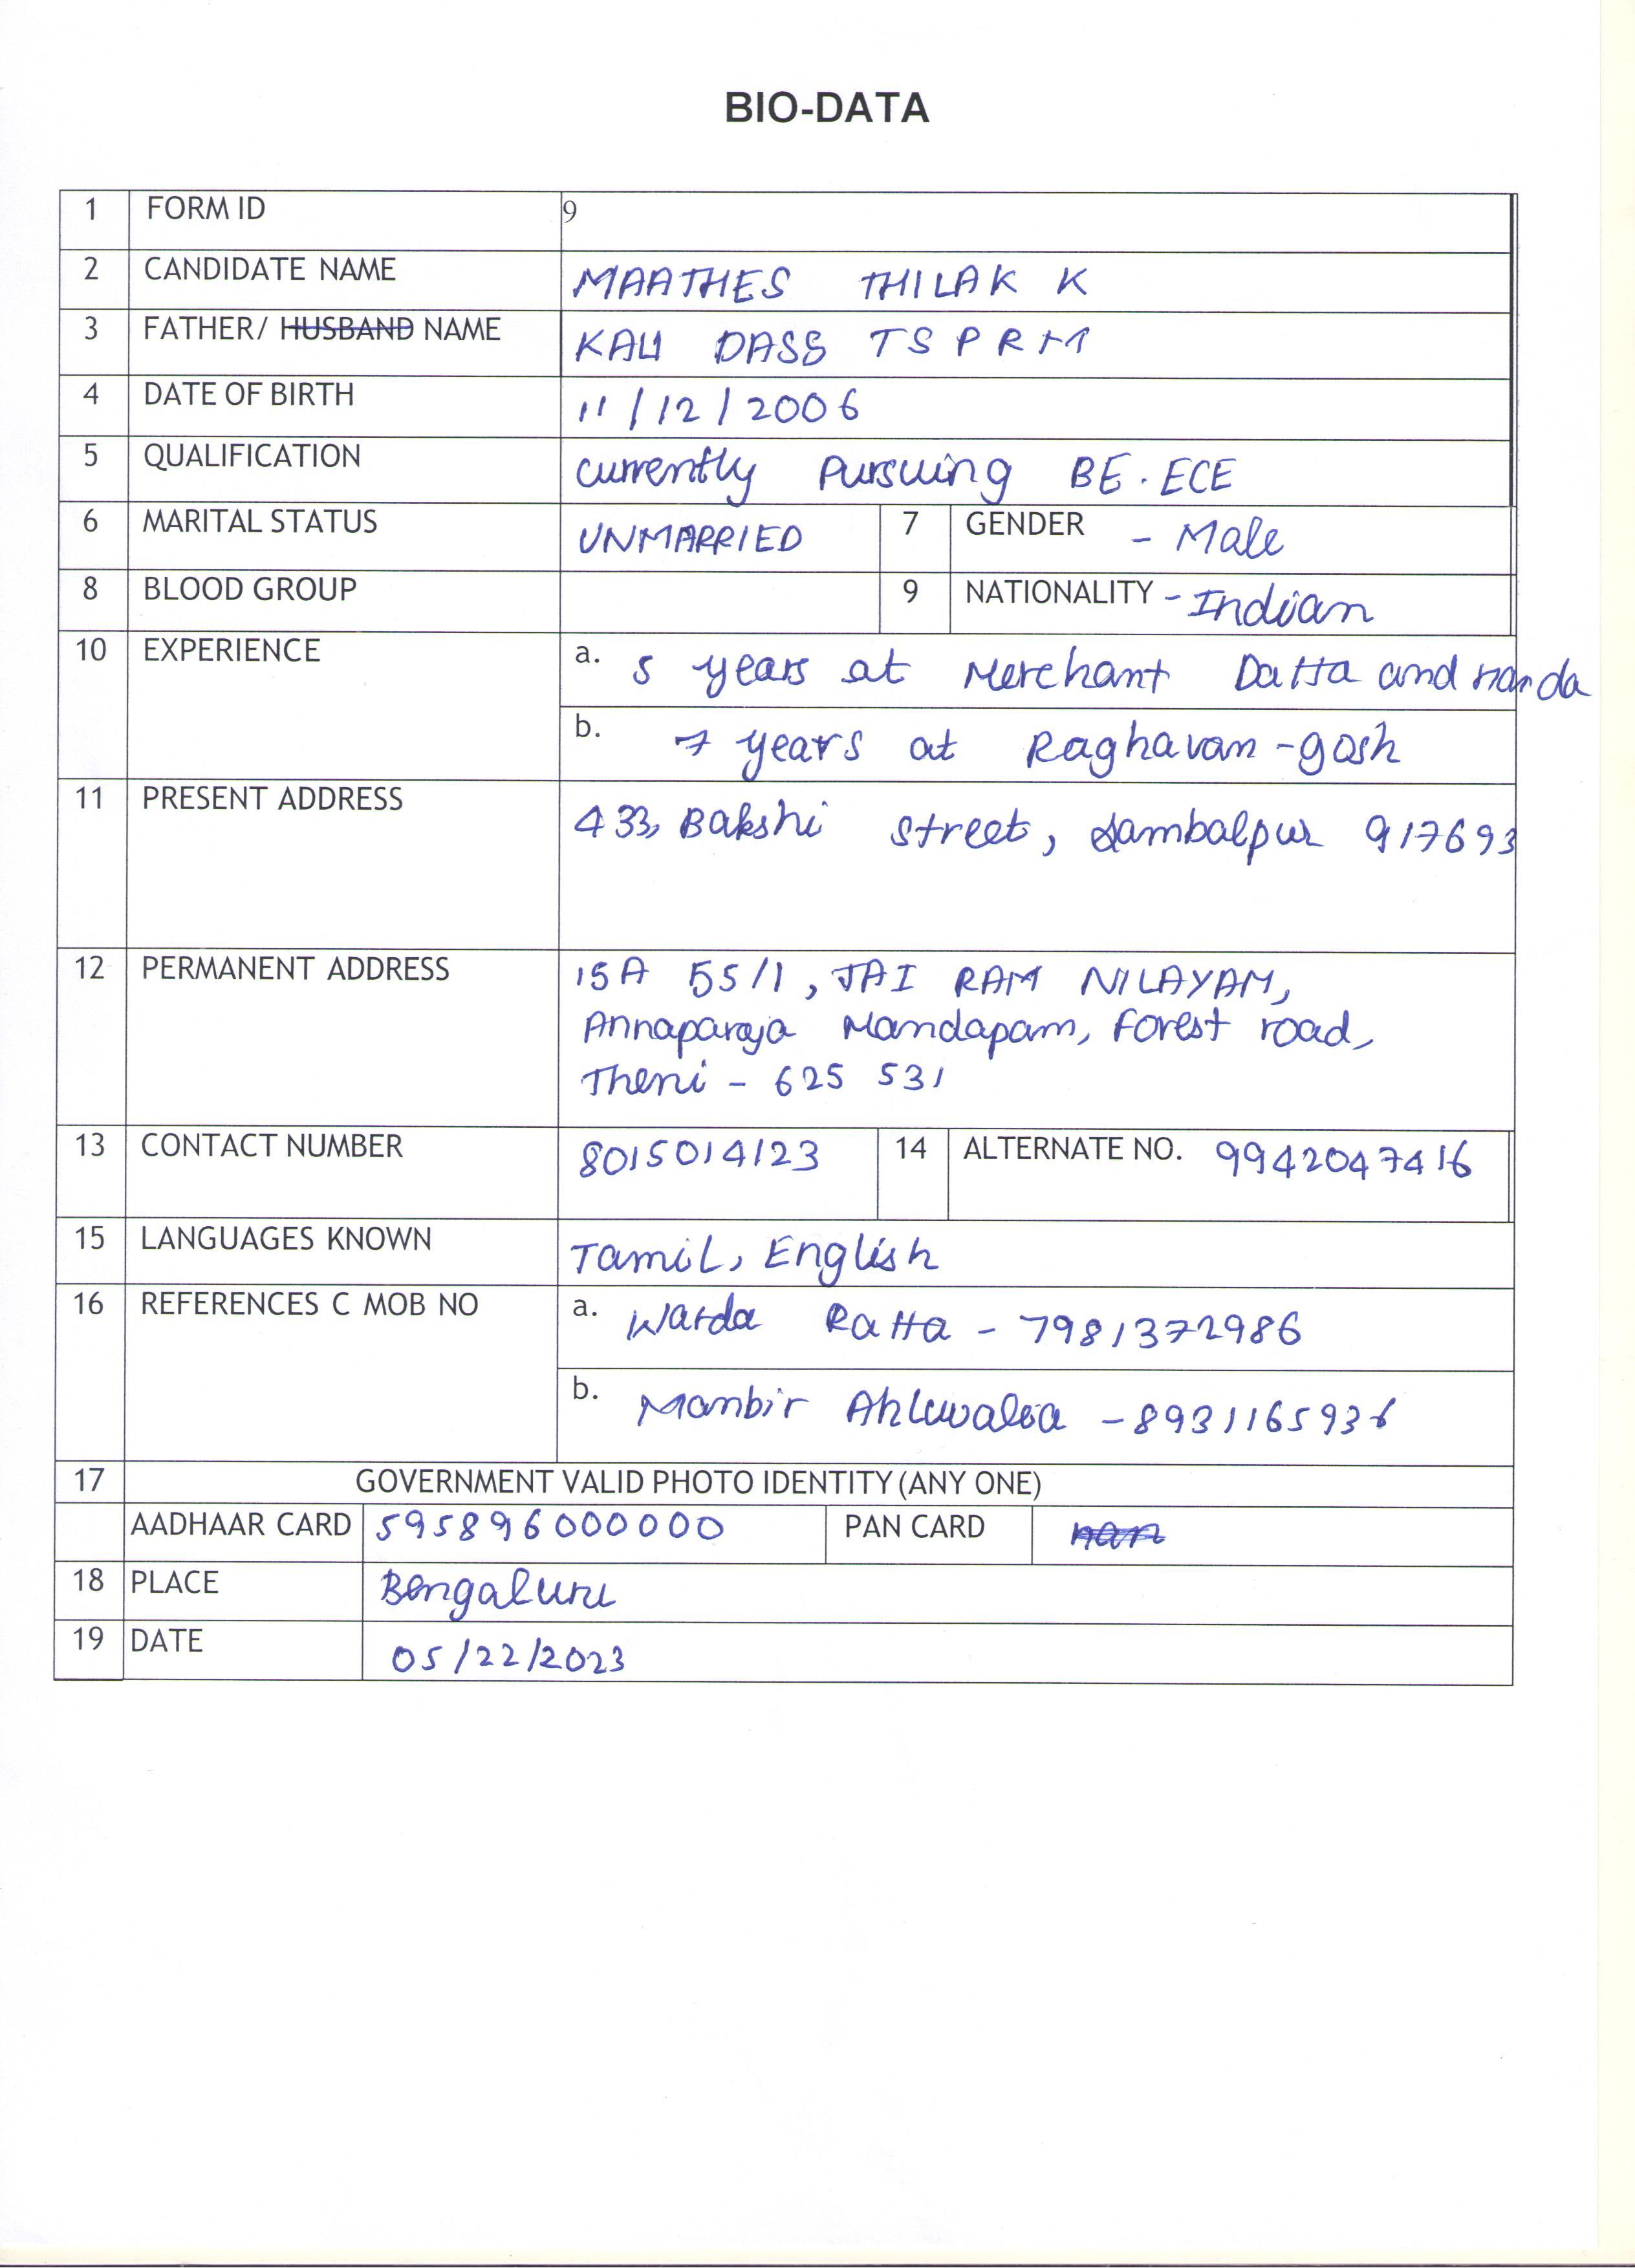 BIO-DATA
1 FORM ID 9
2 CANDIDATE NAME MAATHES THILAK K
3 FATHER/ HUSBAND NAME KALI DASS T S P R M
4 DATE OF BIRTH 11/12/2006
5 QUALIFICATION currently Pursuing BE.ECE
6 MARITAL STATUS UNMARRIED 7 GENDER - Male
8 BLOOD GROUP 9 NATIONALITY - Indian
10 EXPERIENCE a. 5 years at Merchant Datta and Handa
b. 7 years at Raghavan-gosh
11 PRESENT ADDRESS 433, Bakshi Street, Sambalpur 917693
12 PERMANENT ADDRESS 15A 55/1, JAI RAM NILAYAM,
Annaparaja Mandapam, Forest road,
Theni - 625 531
13 CONTACT NUMBER 8015014123 14 ALTERNATE NO. 9942047416
15 LANGUAGES KNOWN Tamil, English
16 REFERENCES C MOB NO a. Warda Ratta - 7981372986
b. Manbir Ahluwalia - 8931165936
17 GOVERNMENT VALID PHOTO IDENTITY (ANY ONE)
AADHAAR CARD 595896000000 PAN CARD nan
18 PLACE Bengaluru
19 DATE 05/22/2023